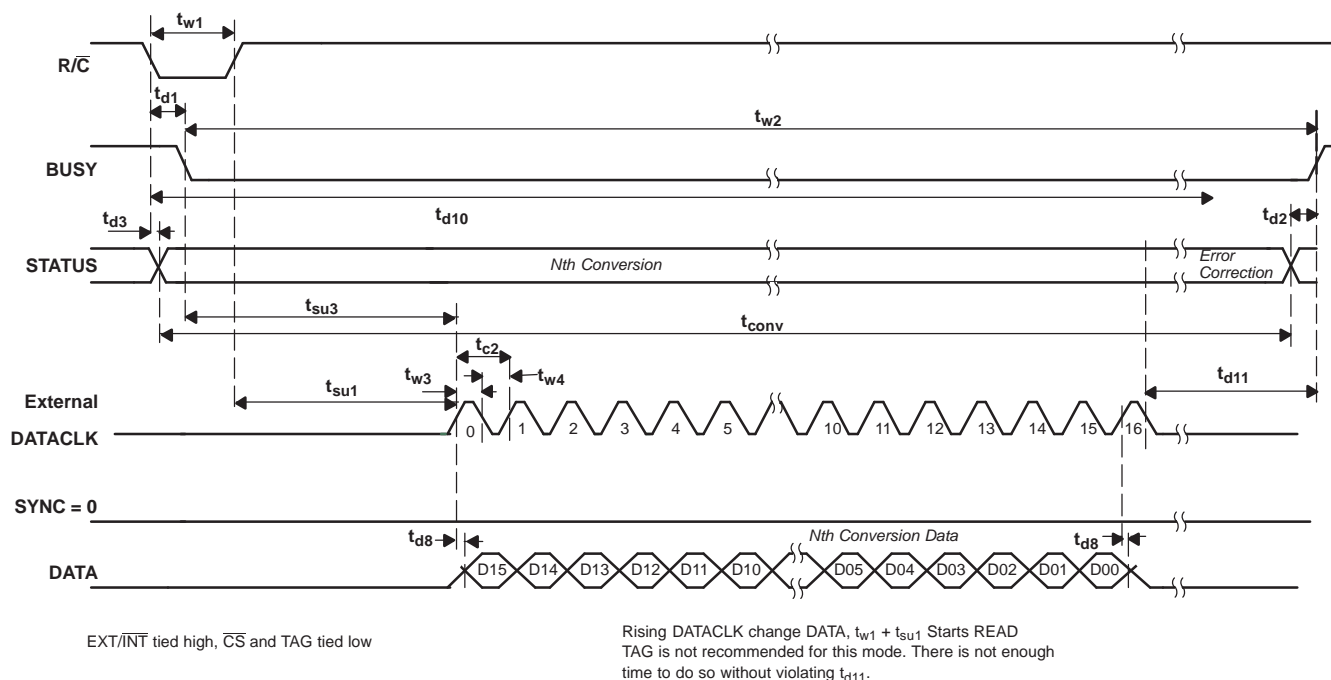 tw1
R/C̅
td1
tw2
BUSY
td10
td3
td2
STATUS
Nth Conversion
Error
Correction
tsu3
tconv
tc2
tw3
tw4
tsu1
td11
External
DATACLK
0 1 2 3 4 5 10 11 12 13 14 15 16
SYNC = 0
Nth Conversion Data
td8
td8
DATA
D15 D14 D13 D12 D11 D10 D05 D04 D03 D02 D01 D00
EXT/I̅N̅T̅ tied high, C̅S̅ and TAG tied low
Rising DATACLK change DATA, tw1 + tsu1 Starts READ
TAG is not recommended for this mode. There is not enough
time to do so without violating td11.